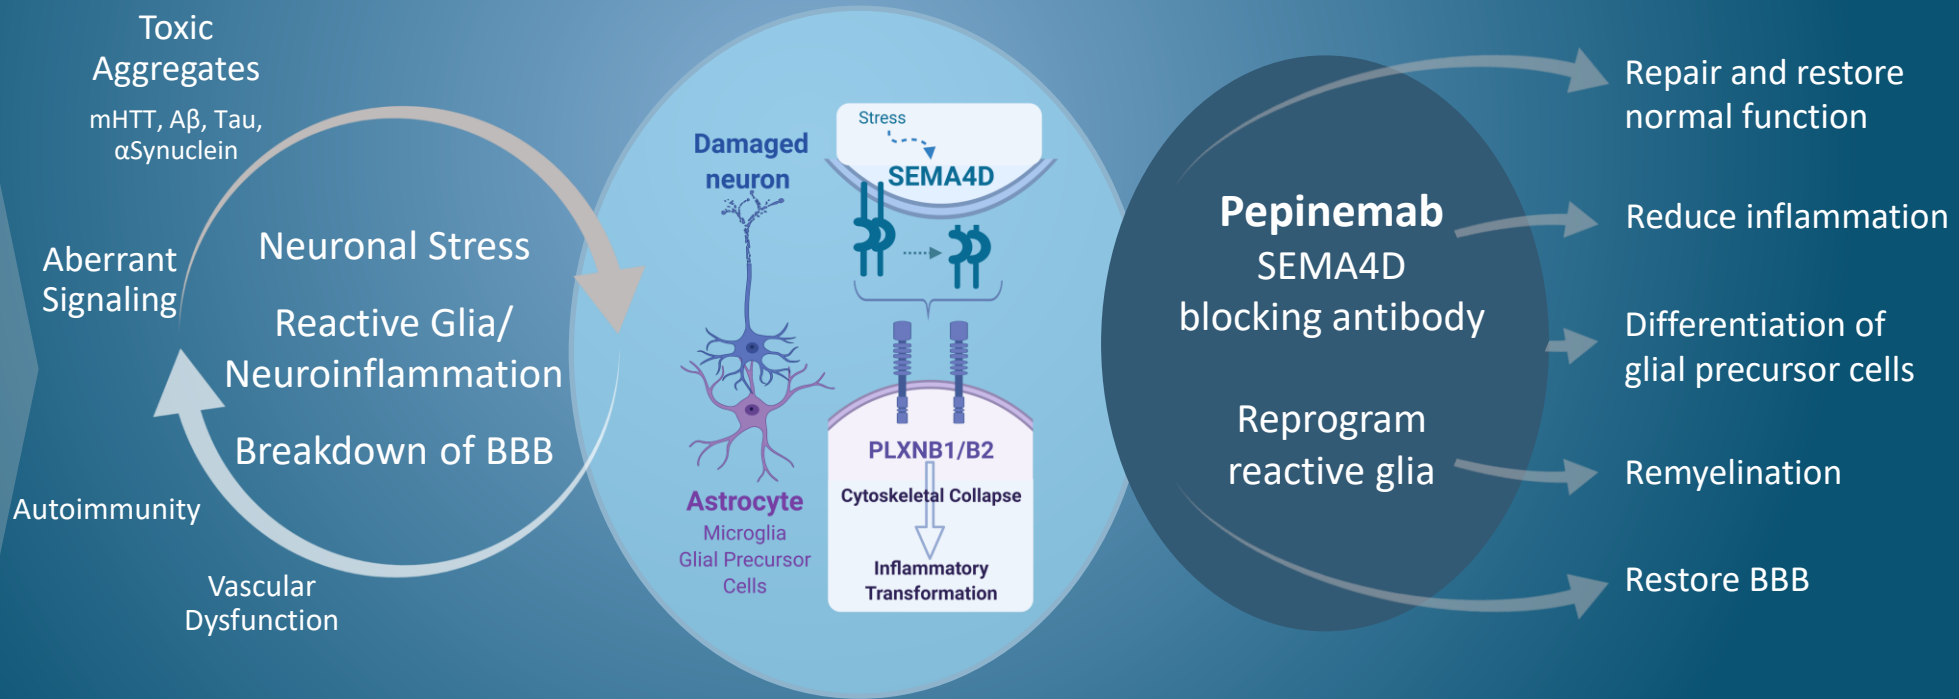 Toxic
Aggregates
mHTT, Aβ, Tau,
αSynuclein
Aberrant
Signaling
Autoimmunity
Vascular
Dysfunction
Neuronal Stress
Reactive Glia/
Neuroinflammation
Breakdown of BBB
Damaged
neuron
Astrocyte
Microglia
Glial Precursor
Cells
Stress
SEMA4D
PLXNB1/B2
Cytoskeletal Collapse
Inflammatory
Transformation
Pepinemab
SEMA4D
blocking antibody
Reprogram
reactive glia
Repair and restore
normal function
Reduce inflammation
Differentiation of
glial precursor cells
Remyelination
Restore BBB